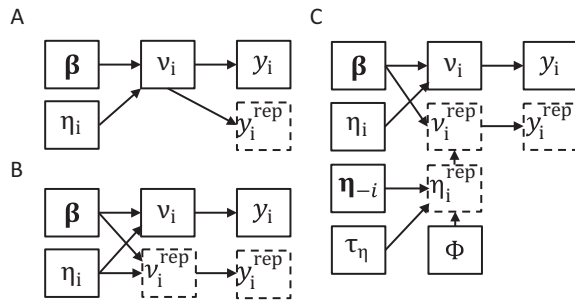 A
β ν_i y_i
η_i y_i^rep
B
β ν_i y_i
η_i ν_i^rep y_i^rep
C
β ν_i y_i
η_i ν_i^rep y_i^rep
η_−i η_i^rep
τ_η Φ